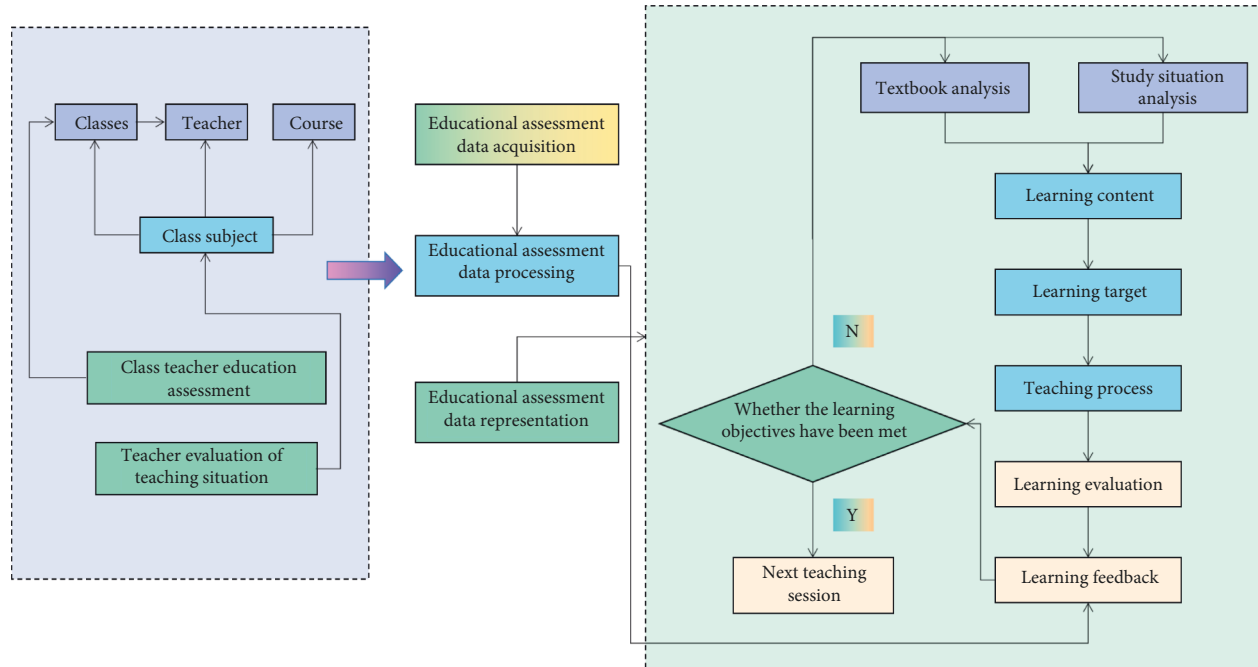 Classes
Teacher
Course
Class subject
Class teacher education
assessment
Teacher evaluation of
teaching situation
Educational assessment
data acquisition
Educational assessment
data processing
Educational assessment
data representation
Textbook analysis
Study situation
analysis
Learning content
Learning target
Teaching process
Learning evaluation
Learning feedback
Whether the learning
objectives have been met
N
Y
Next teaching
session